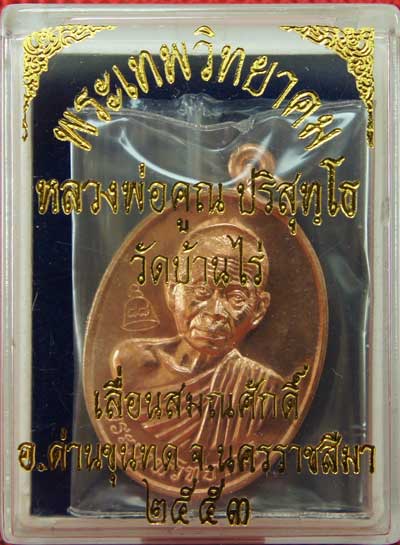 พระเทพวิทยาคม
หลวงพ่อคูณ ปริสุทฺโธ
วัดบ้านไร่
๘๘
เลื่อนสมณศักดิ์
อ.ด่านขุนทด จ.นครราชสีมา
๒๕๕๓